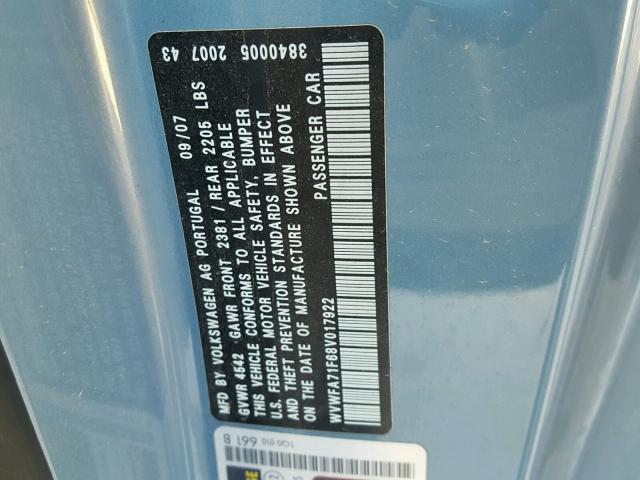 2007 43 3840005
MFD BY VOLKSWAGEN AG PORTUGAL 09/07
GVWR 4542 GAWR FRONT 2381 / REAR 2205 LBS
THIS VEHICLE CONFORMS TO ALL APPLICABLE
U.S. FEDERAL MOTOR VEHICLE SAFETY, BUMPER
AND THEFT PREVENTION STANDARDS IN EFFECT
ON THE DATE OF MANUFACTURE SHOWN ABOVE
PASSENGER CAR
WVWFA71F68V017922
1Q0 010 661 B